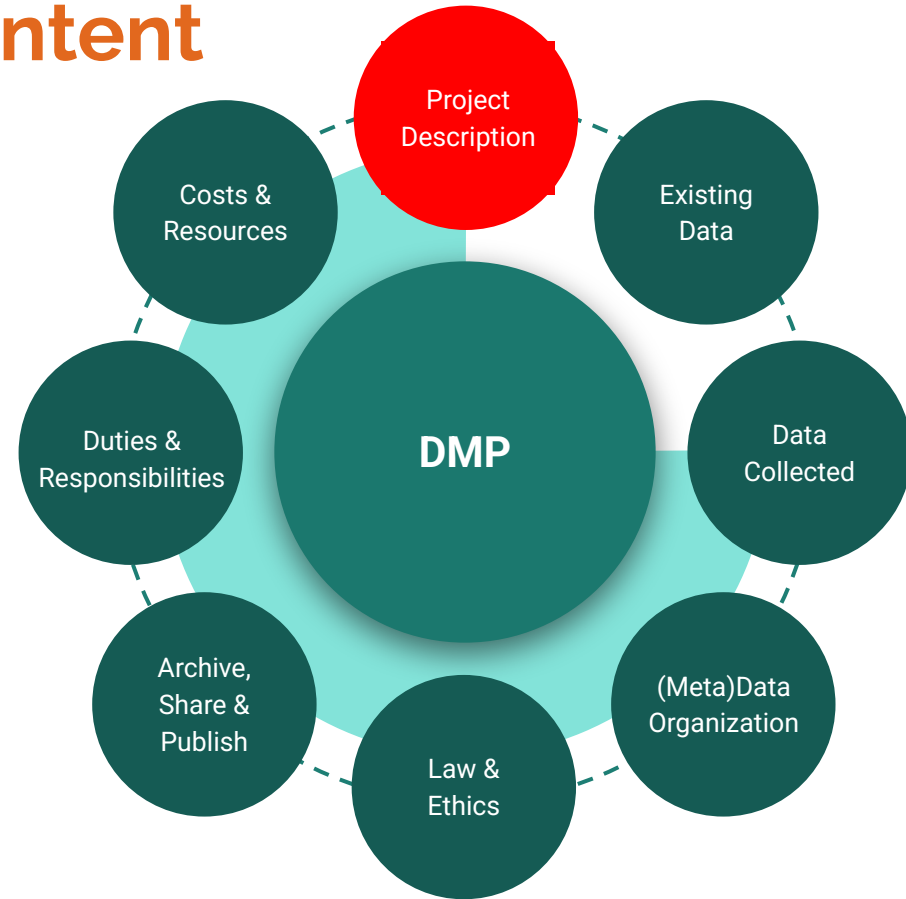 ntent
Project
Description
Existing
Data
Data
Collected
(Meta)Data
Organization
Law &
Ethics
Archive,
Share &
Publish
Duties &
Responsibilities
Costs &
Resources
DMP